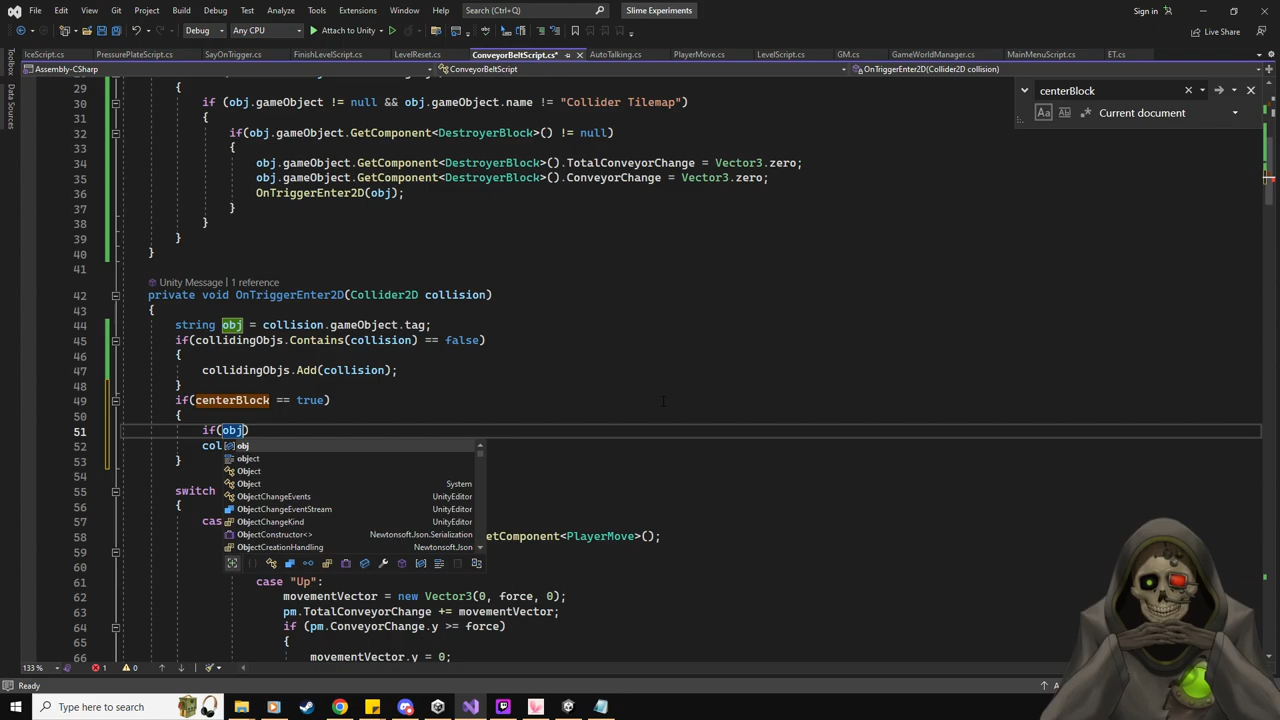 File Edit View Git Project Build Debug Test Analyze Tools Extensions Window Help Search (Ctrl+Q) Slime Experiments Sign in
Debug Any CPU Attach to Unity Live Share
IceScript.cs PressurePlateScript.cs SayOnTrigger.cs FinishLevelScript.cs LevelReset.cs ConveyorBeltScript.cs* AutoTalking.cs PlayerMove.cs LevelScript.cs GM.cs GameWorldManager.cs MainMenuScript.cs ET.cs
Toolbox
Data Sources
Assembly-CSharp ConveyorBeltScript OnTriggerEnter2D(Collider2D collision)
centerBlock
Aa Current document
29 {
30 if (obj.gameObject != null && obj.gameObject.name != "Collider Tilemap")
31 {
32 if(obj.gameObject.GetComponent<DestroyerBlock>() != null)
33 {
34 obj.gameObject.GetComponent<DestroyerBlock>().TotalConveyorChange = Vector3.zero;
35 obj.gameObject.GetComponent<DestroyerBlock>().ConveyorChange = Vector3.zero;
36 OnTriggerEnter2D(obj);
37 }
38 }
39 }
40 }
41
Unity Message | 1 reference
42 private void OnTriggerEnter2D(Collider2D collision)
43 {
44 string obj = collision.gameObject.tag;
45 if(collidingObjs.Contains(collision) == false)
46 {
47 collidingObjs.Add(collision);
48 }
49 if(centerBlock == true)
50 {
51 if(obj)
52 col
53 }
54
55 switch
56 {
57 cas
58 etComponent<PlayerMove>();
59
60
61 case "Up":
62 movementVector = new Vector3(0, force, 0);
63 pm.TotalConveyorChange += movementVector;
64 if (pm.ConveyorChange.y >= force)
65 {
66 movementVector.y = 0;
obj
object
Object
Object System
ObjectChangeEvents UnityEditor
ObjectChangeEventStream UnityEditor
ObjectChangeKind UnityEditor
ObjectConstructor<> Newtonsoft.Json.Serialization
ObjectCreationHandling Newtonsoft.Json
133 % 1 0
Ready
Type here to search